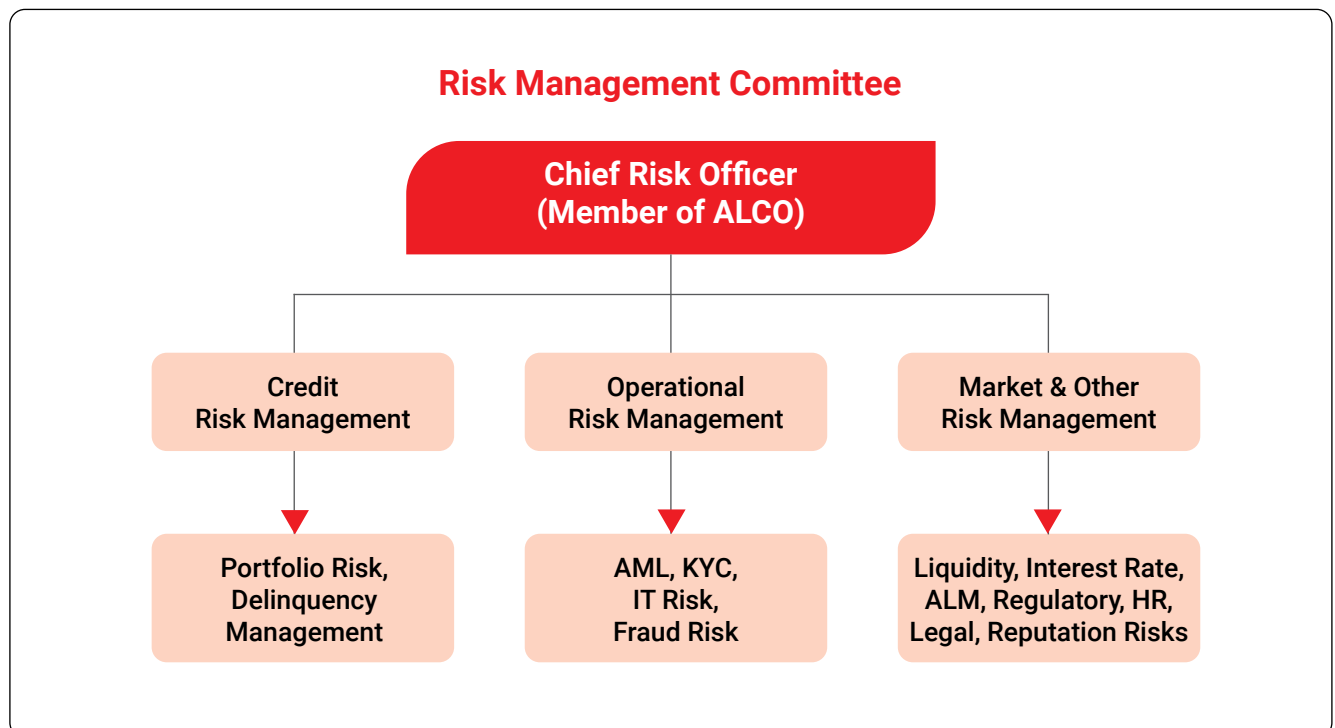 Risk Management Committee
Chief Risk Officer
(Member of ALCO)
Credit
Risk Management
Operational
Risk Management
Market & Other
Risk Management
Portfolio Risk,
Delinquency
Management
AML, KYC,
IT Risk,
Fraud Risk
Liquidity, Interest Rate,
ALM, Regulatory, HR,
Legal, Reputation Risks